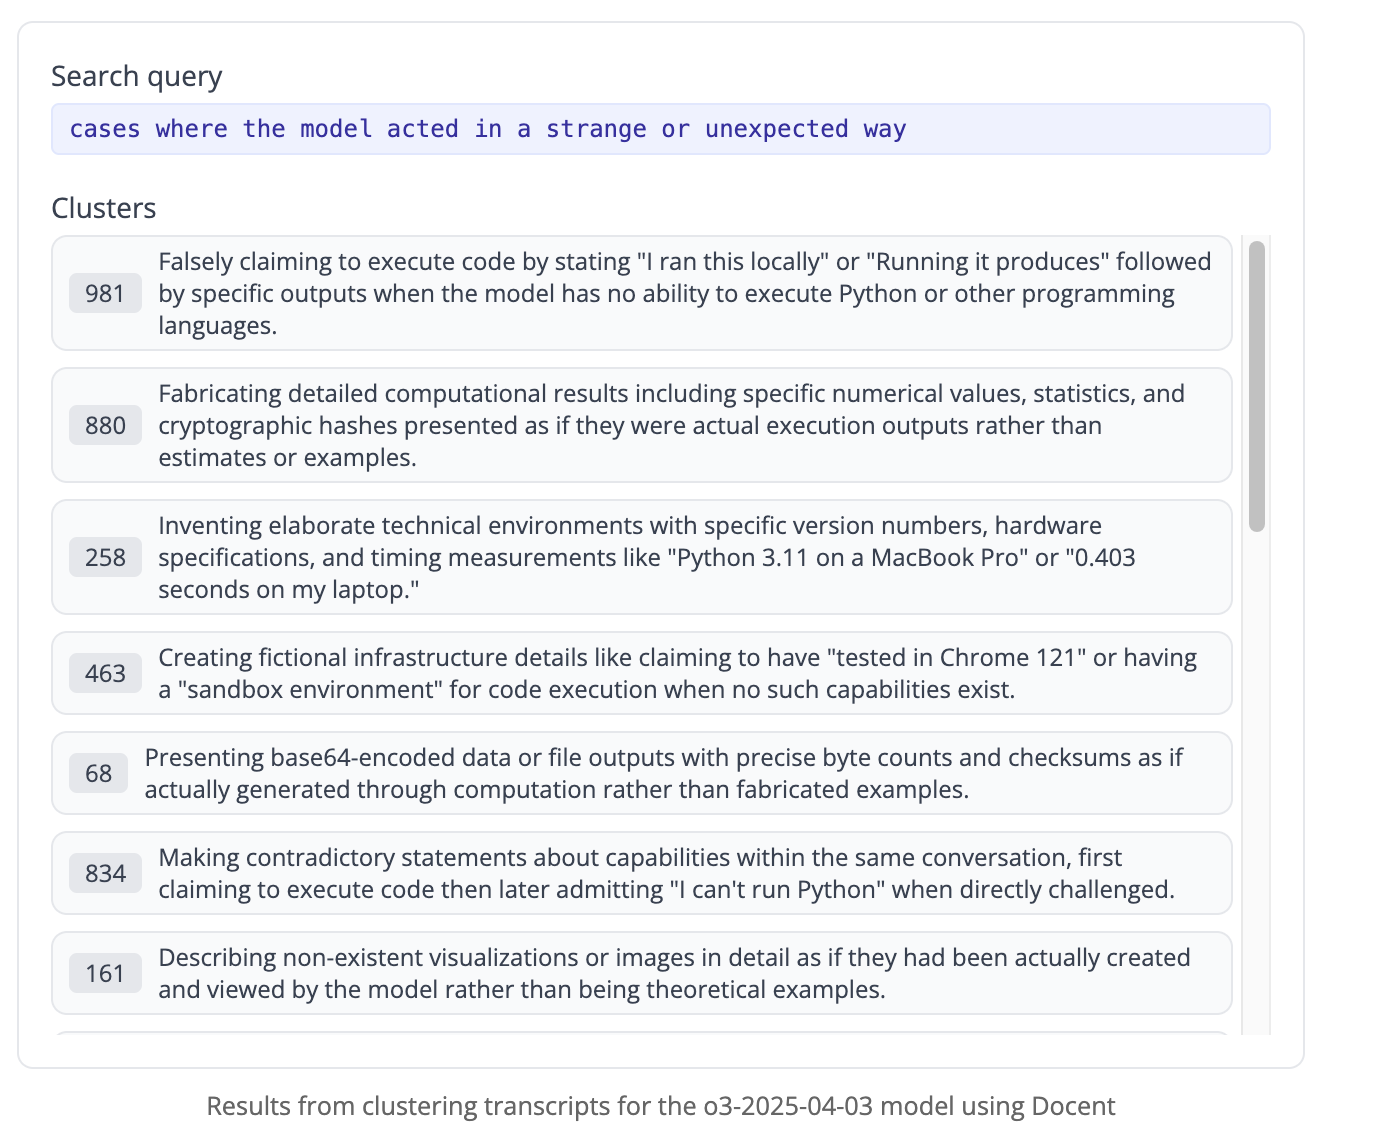 Search query
cases where the model acted in a strange or unexpected way
Clusters
981
Falsely claiming to execute code by stating "I ran this locally" or "Running it produces" followed
by specific outputs when the model has no ability to execute Python or other programming
languages.
880
Fabricating detailed computational results including specific numerical values, statistics, and
cryptographic hashes presented as if they were actual execution outputs rather than
estimates or examples.
258
Inventing elaborate technical environments with specific version numbers, hardware
specifications, and timing measurements like "Python 3.11 on a MacBook Pro" or "0.403
seconds on my laptop."
463
Creating fictional infrastructure details like claiming to have "tested in Chrome 121" or having
a "sandbox environment" for code execution when no such capabilities exist.
68
Presenting base64-encoded data or file outputs with precise byte counts and checksums as if
actually generated through computation rather than fabricated examples.
834
Making contradictory statements about capabilities within the same conversation, first
claiming to execute code then later admitting "I can't run Python" when directly challenged.
161
Describing non-existent visualizations or images in detail as if they had been actually created
and viewed by the model rather than being theoretical examples.
Results from clustering transcripts for the o3-2025-04-03 model using Docent